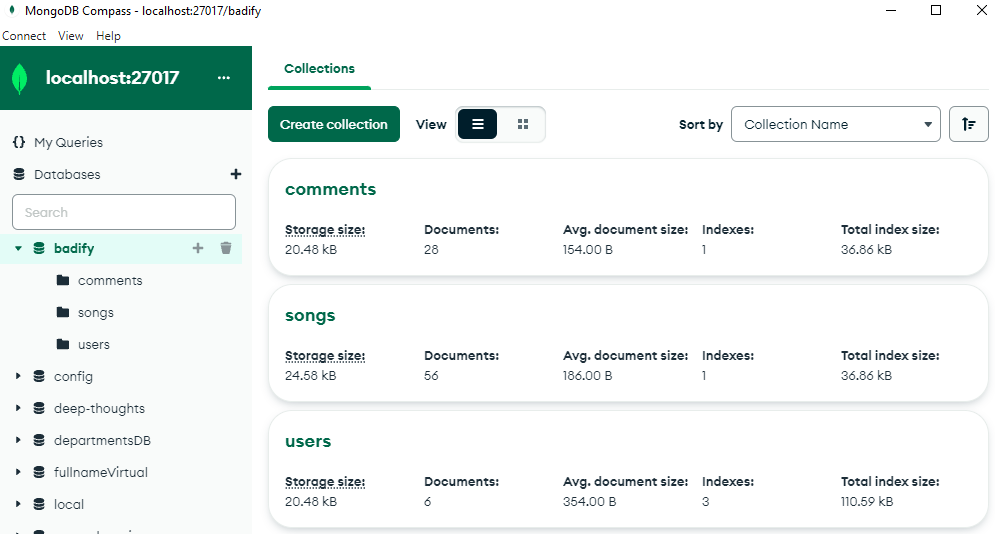 MongoDB Compass - localhost:27017/badify
Connect View Help
localhost:27017 ...
{} My Queries
Databases +
Search
badify +
comments
songs
users
config
deep-thoughts
departmentsDB
fullnameVirtual
local
Collections
Create collection View Sort by Collection Name
comments
Storage size: Documents: Avg. document size: Indexes: Total index size:
20.48 kB 28 154.00 B 1 36.86 kB
songs
Storage size: Documents: Avg. document size: Indexes: Total index size:
24.58 kB 56 186.00 B 1 36.86 kB
users
Storage size: Documents: Avg. document size: Indexes: Total index size:
20.48 kB 6 354.00 B 3 110.59 kB